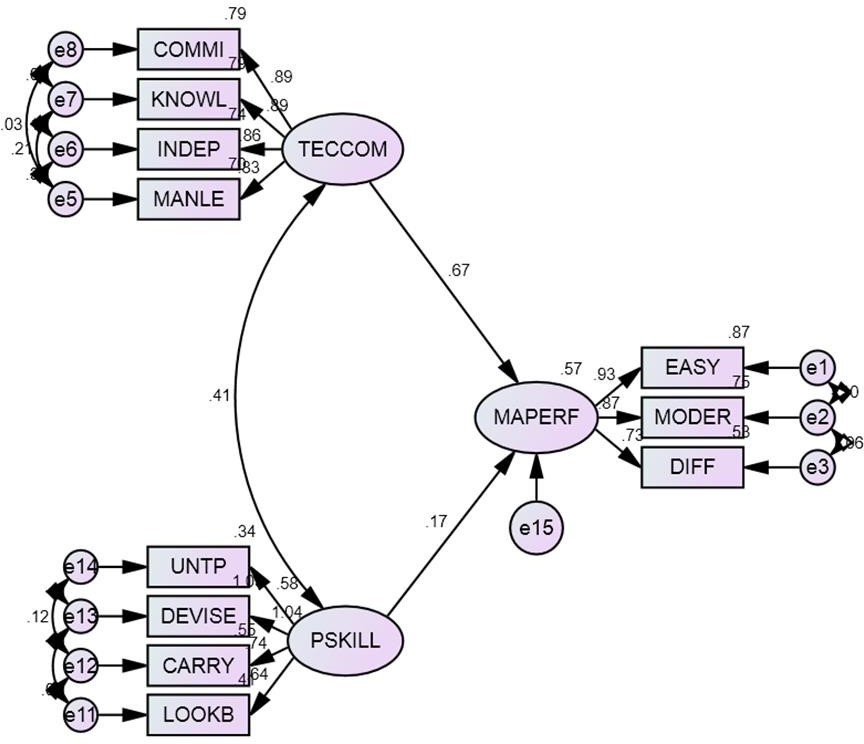 .79
e8
COMMI
.89
e7
KNOWL
.89
.74
.03
e6
INDEP
.86
TECCOM
.70
.83
e5
MANLE
.67
.41
.57
.93
.87
EASY
e1
.75
MAPERF
.87
MODER
e2
.73
DIFF
e3
e15
.17
.34
e14
UNTP
.58
.12
e13
DEVISE
1.04
PSKILL
.55
e12
CARRY
.74
.64
e11
LOOKB